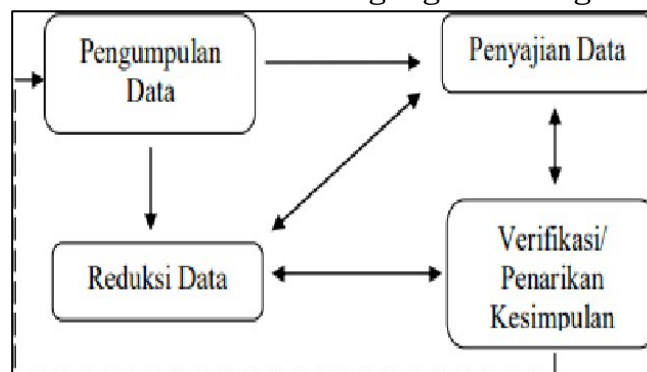 Pengumpulan
Data
Penyajian Data
Reduksi Data
Verifikasi/
Penarikan
Kesimpulan